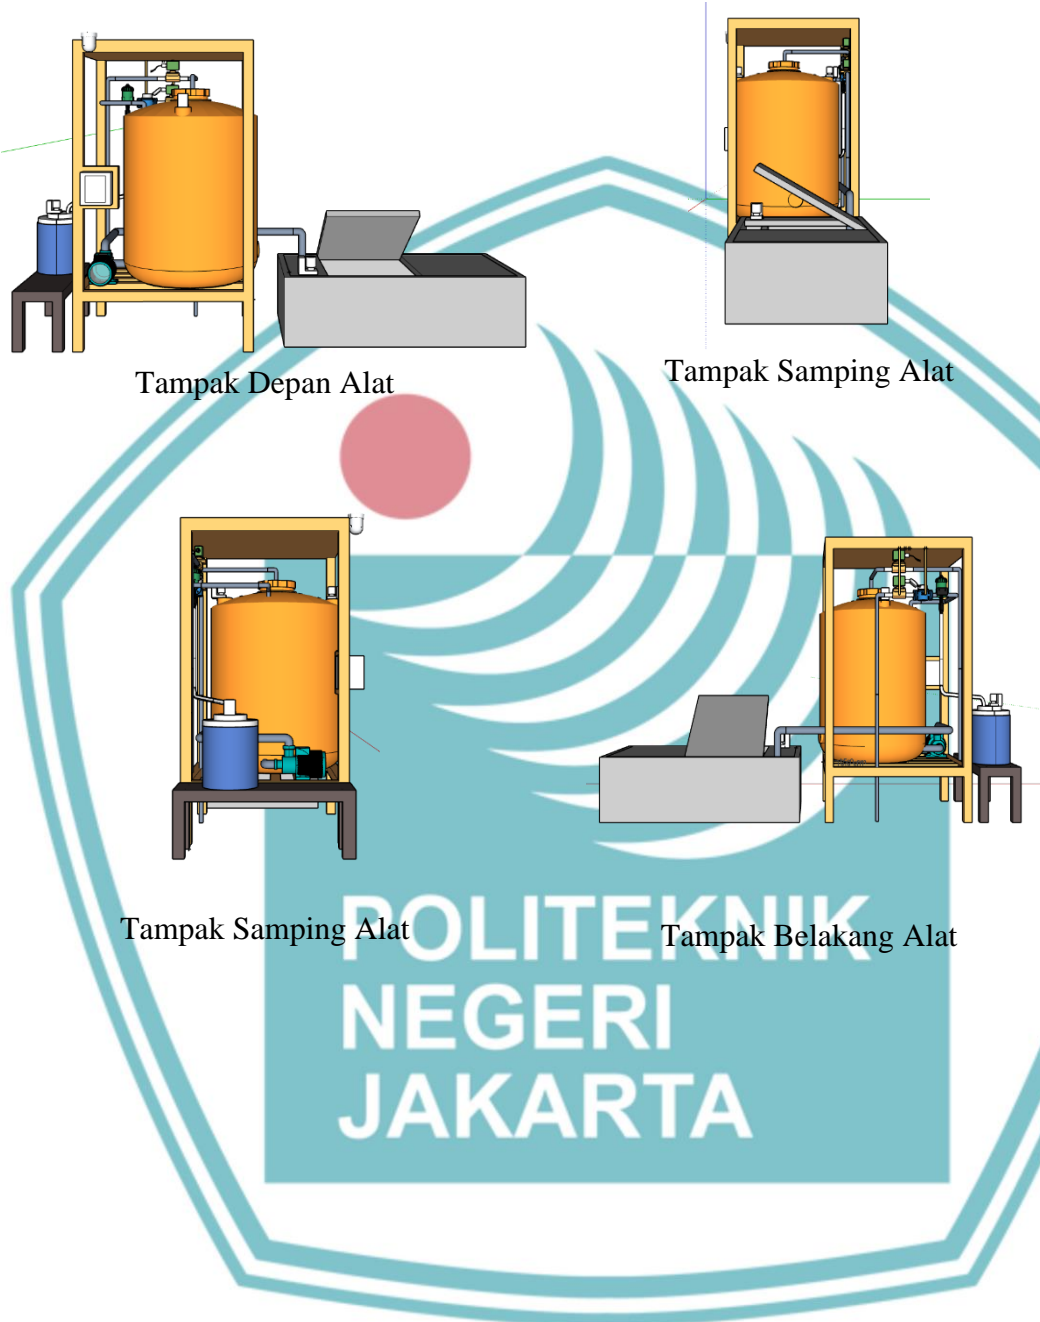 Tampak Depan Alat
Tampak Samping Alat
Tampak Samping Alat
Tampak Belakang Alat
POLITEKNIK
NEGERI
JAKARTA